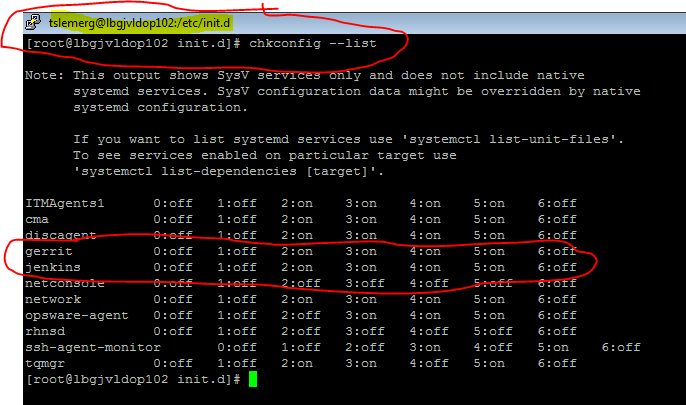 tslemerg@lbgjvldop102:/etc/init.d
[root@lbgjvldop102 init.d]# chkconfig --list
Note: This output shows SysV services only and does not include native
systemd services. SysV configuration data might be overridden by native
systemd configuration.
If you want to list systemd services use 'systemctl list-unit-files'.
To see services enabled on particular target use
'systemctl list-dependencies [target]'.
ITMAgents1 0:off 1:off 2:on 3:on 4:on 5:on 6:off
cma 0:off 1:off 2:on 3:on 4:on 5:on 6:off
discagent 0:off 1:off 2:on 3:on 4:on 5:on 6:off
gerrit 0:off 1:off 2:on 3:on 4:on 5:on 6:off
jenkins 0:off 1:off 2:on 3:on 4:on 5:on 6:off
netconsole 0:off 1:off 2:off 3:off 4:off 5:off 6:off
network 0:off 1:off 2:on 3:on 4:on 5:on 6:off
opsware-agent 0:off 1:off 2:off 3:on 4:on 5:on 6:off
rhnsd 0:off 1:off 2:off 3:off 4:off 5:off 6:off
ssh-agent-monitor 0:off 1:off 2:off 3:on 4:off 5:on 6:off
tqmgr 0:off 1:off 2:on 3:on 4:off 5:on 6:off
[root@lbgjvldop102 init.d]#